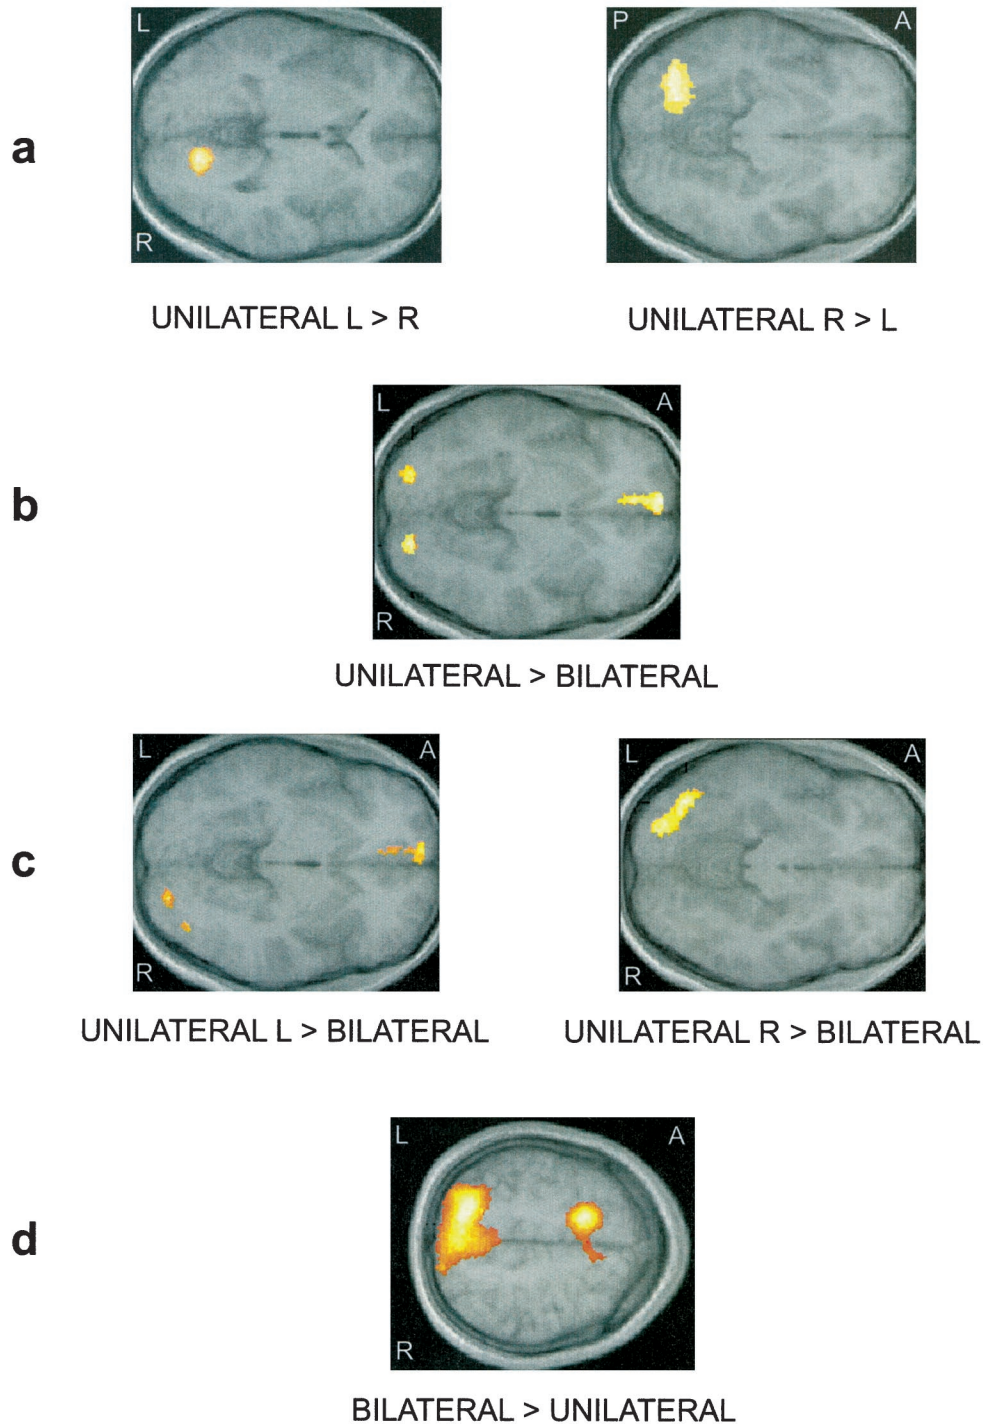 L
P A
a
R
UNILATERAL L > R UNILATERAL R > L
L A
b
R
UNILATERAL > BILATERAL
L A L A
c
R R
UNILATERAL L > BILATERAL UNILATERAL R > BILATERAL
L A
d
R
BILATERAL > UNILATERAL